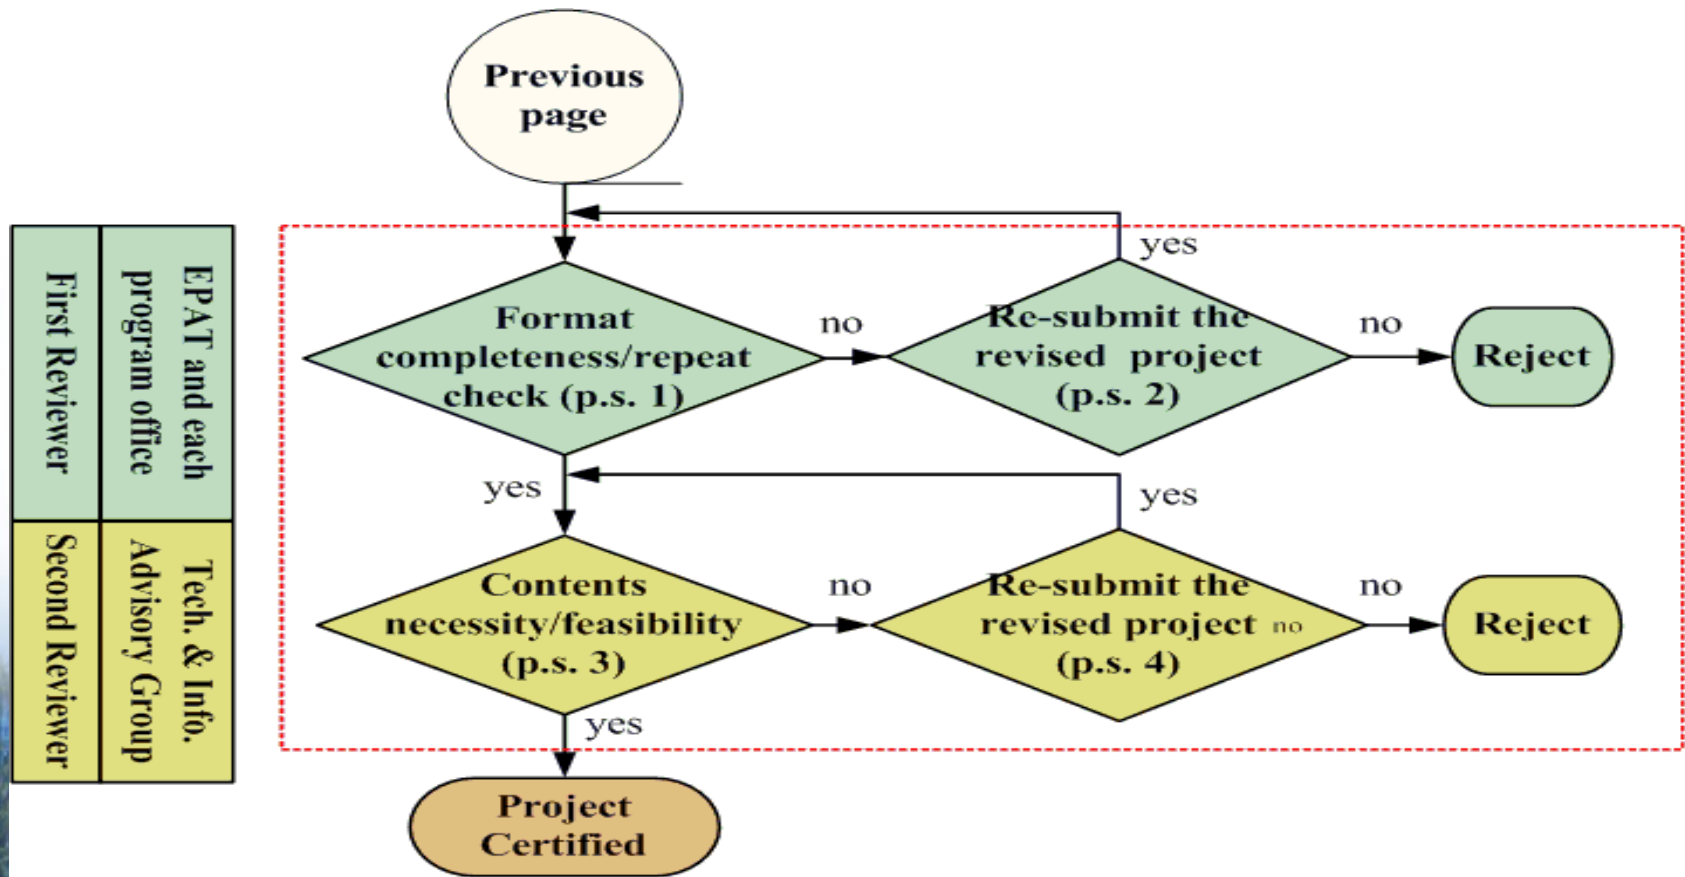 Previous
page
yes
Format
completeness/repeat
check (p.s. 1)
no
Re-submit the
revised project
(p.s. 2)
no
Reject
First Reviewer
EPAT and each
program office
yes
yes
Contents
necessity/feasibility
(p.s. 3)
no
Re-submit the
revised project no
(p.s. 4)
no
Reject
Second Reviewer
Tech. & Info.
Advisory Group
yes
Project
Certified